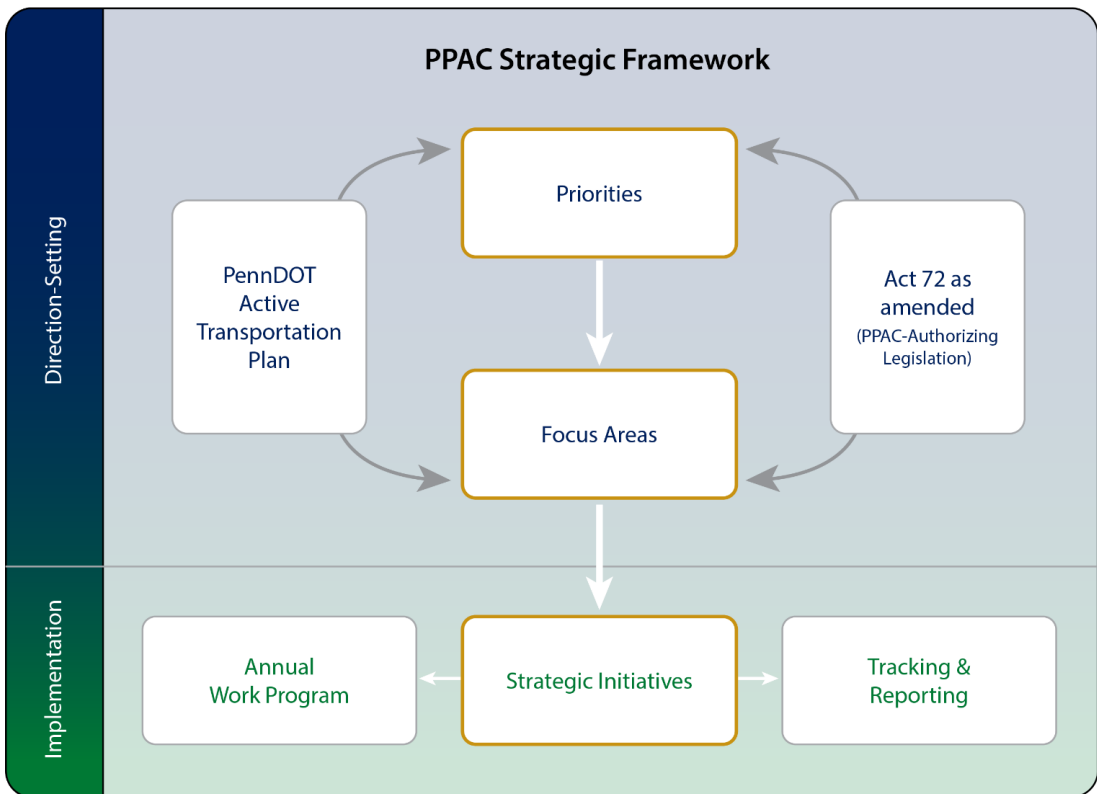 PPAC Strategic Framework
Direction-Setting
Priorities
PennDOT
Active
Transportation
Plan
Act 72 as
amended
(PPAC-Authorizing
Legislation)
Focus Areas
Implementation
Annual
Work Program
Strategic Initiatives
Tracking &
Reporting